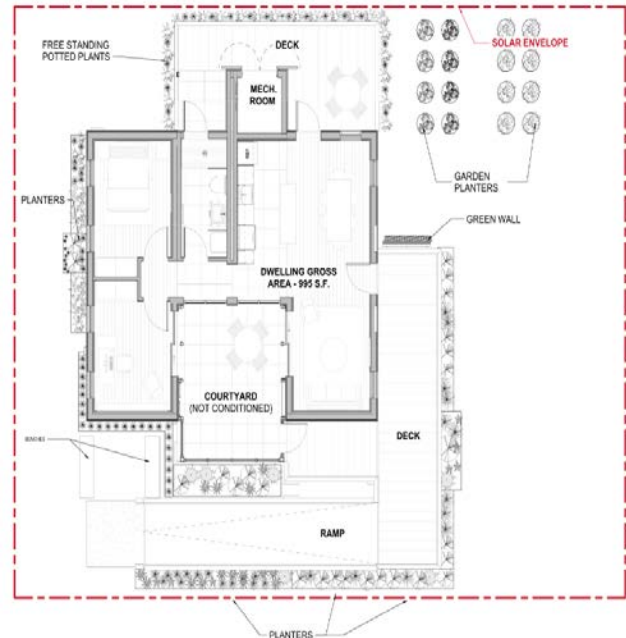 FREE STANDING
POTTED PLANTS
DECK
SOLAR ENVELOPE
MECH.
ROOM
GARDEN
PLANTERS
PLANTERS
GREEN WALL
DWELLING GROSS
AREA - 995 S.F.
COURTYARD
(NOT CONDITIONED)
DECK
BENCHES
RAMP
PLANTERS